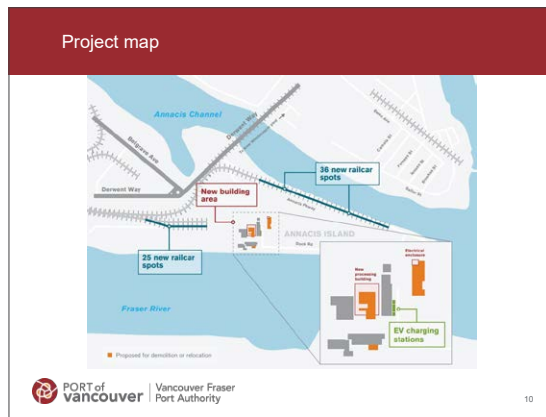 Project map
Annacis Channel
Derwent Way
Belgrave Ave
36 new railcar
spots
Derwent Way
New building
area
ANNACIS ISLAND
25 new railcar
spots
Electrical
enclosure
New
processing
building
Fraser River
EV charging
stations
Proposed for demolition or relocation
PORT of
vancouver
Vancouver Fraser
Port Authority
10